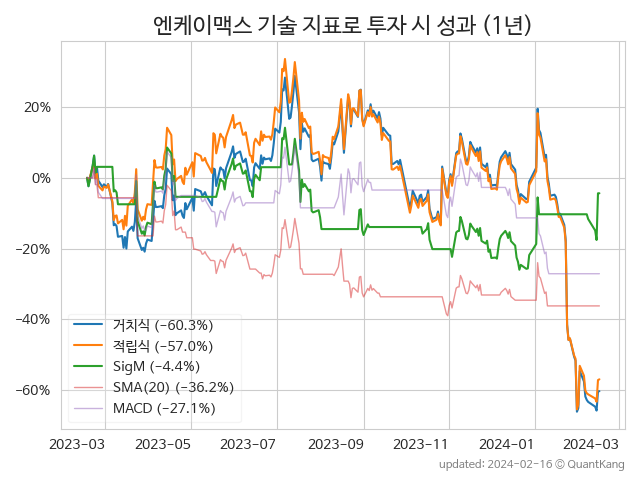 엔케이맥스 기술 지표로 투자 시 성과 (1년)
20%
0%
−20%
−40%
−60%
거치식 (−60.3%)
적립식 (−57.0%)
SigM (−4.4%)
SMA(20) (−36.2%)
MACD (−27.1%)
2023−03
2023−05
2023−07
2023−09
2023−11
2024−01
2024−03
updated: 2024−02−16 © QuantKang